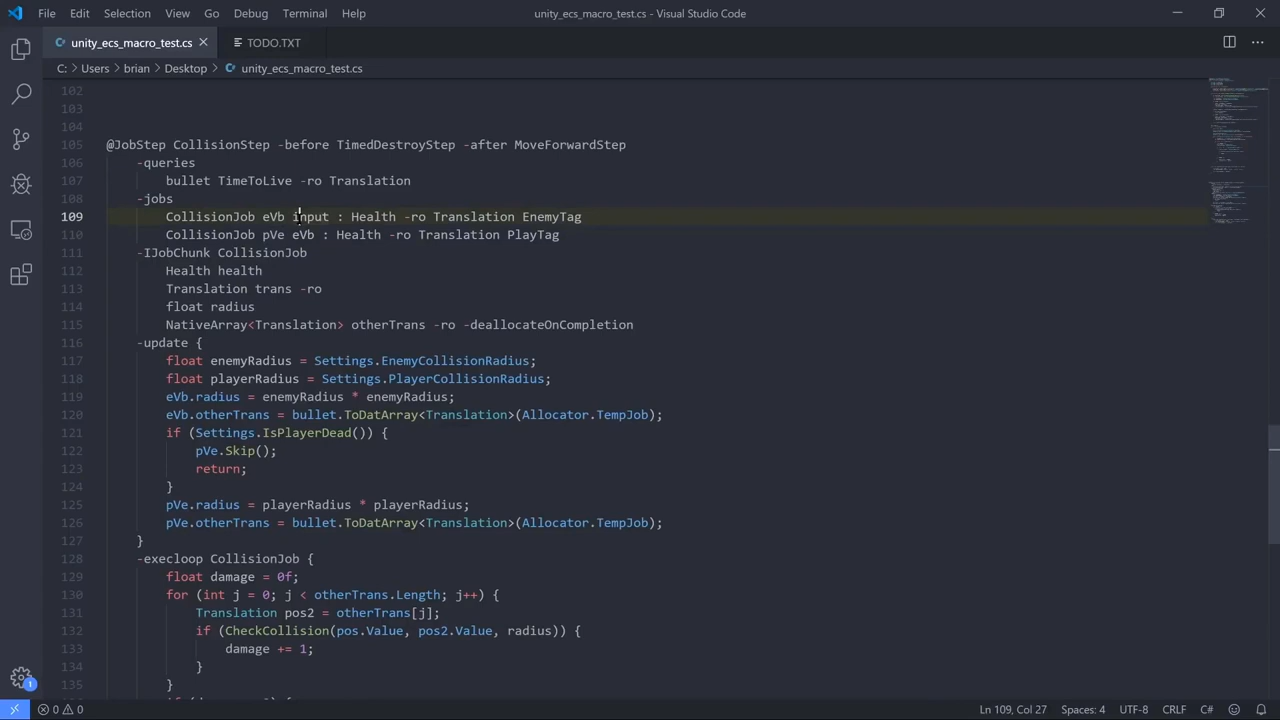 File Edit Selection View Go Debug Terminal Help
unity_ecs_macro_test.cs - Visual Studio Code
unity_ecs_macro_test.cs
TODO.TXT
C: > Users > brian > Desktop > unity_ecs_macro_test.cs
102
103
104
105 @JobStep CollisionStep -before TimedDestroyStep -after MoveForwardStep
106 -queries
107 bullet TimeToLive -ro Translation
108 -jobs
109 CollisionJob eVb input : Health -ro Translation EnemyTag
110 CollisionJob pVe eVb : Health -ro Translation PlayTag
111 -IJobChunk CollisionJob
112 Health health
113 Translation trans -ro
114 float radius
115 NativeArray<Translation> otherTrans -ro -deallocateOnCompletion
116 -update {
117 float enemyRadius = Settings.EnemyCollisionRadius;
118 float playerRadius = Settings.PlayerCollisionRadius;
119 eVb.radius = enemyRadius * enemyRadius;
120 eVb.otherTrans = bullet.ToDatArray<Translation>(Allocator.TempJob);
121 if (Settings.IsPlayerDead()) {
122 pVe.Skip();
123 return;
124 }
125 pVe.radius = playerRadius * playerRadius;
126 pVe.otherTrans = bullet.ToDatArray<Translation>(Allocator.TempJob);
127 }
128 -execloop CollisionJob {
129 float damage = 0f;
130 for (int j = 0; j < otherTrans.Length; j++) {
131 Translation pos2 = otherTrans[j];
132 if (CheckCollision(pos.Value, pos2.Value, radius)) {
133 damage += 1;
134 }
135 }
1
0 0
Ln 109, Col 27 Spaces: 4 UTF-8 CRLF C#